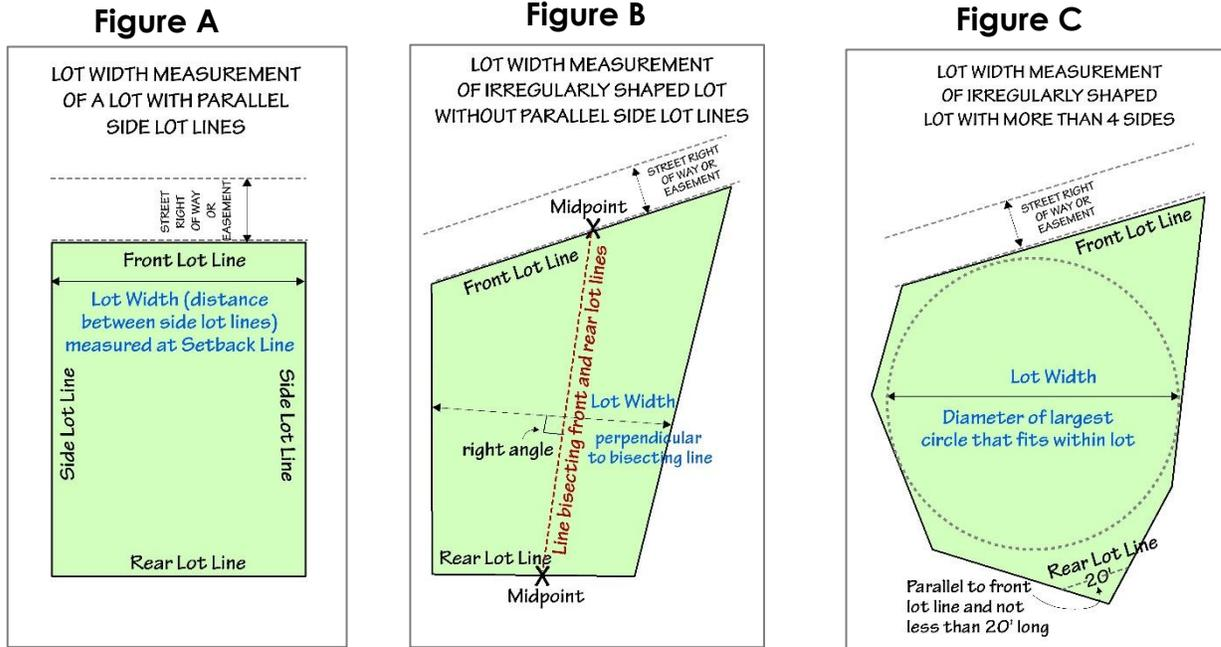 Figure A
LOT WIDTH MEASUREMENT
OF A LOT WITH PARALLEL
SIDE LOT LINES
STREET
RIGHT
OF WAY
OR
EASEMENT
Front Lot Line
Lot Width (distance
between side lot lines)
measured at Setback Line
Side Lot Line
Side Lot Line
Rear Lot Line
Figure B
LOT WIDTH MEASUREMENT
OF IRREGULARLY SHAPED LOT
WITHOUT PARALLEL SIDE LOT LINES
STREET RIGHT
OF WAY OR
EASEMENT
Midpoint
Front Lot Line
Line bisecting front and rear lot lines
Lot Width
right angle
perpendicular
to bisecting line
Rear Lot Line
Midpoint
Figure C
LOT WIDTH MEASUREMENT
OF IRREGULARLY SHAPED
LOT WITH MORE THAN 4 SIDES
STREET RIGHT
OF WAY OR
EASEMENT
Front Lot Line
Lot Width
Diameter of largest
circle that fits within lot
Rear Lot Line
20'
Parallel to front
lot line and not
less than 20' long